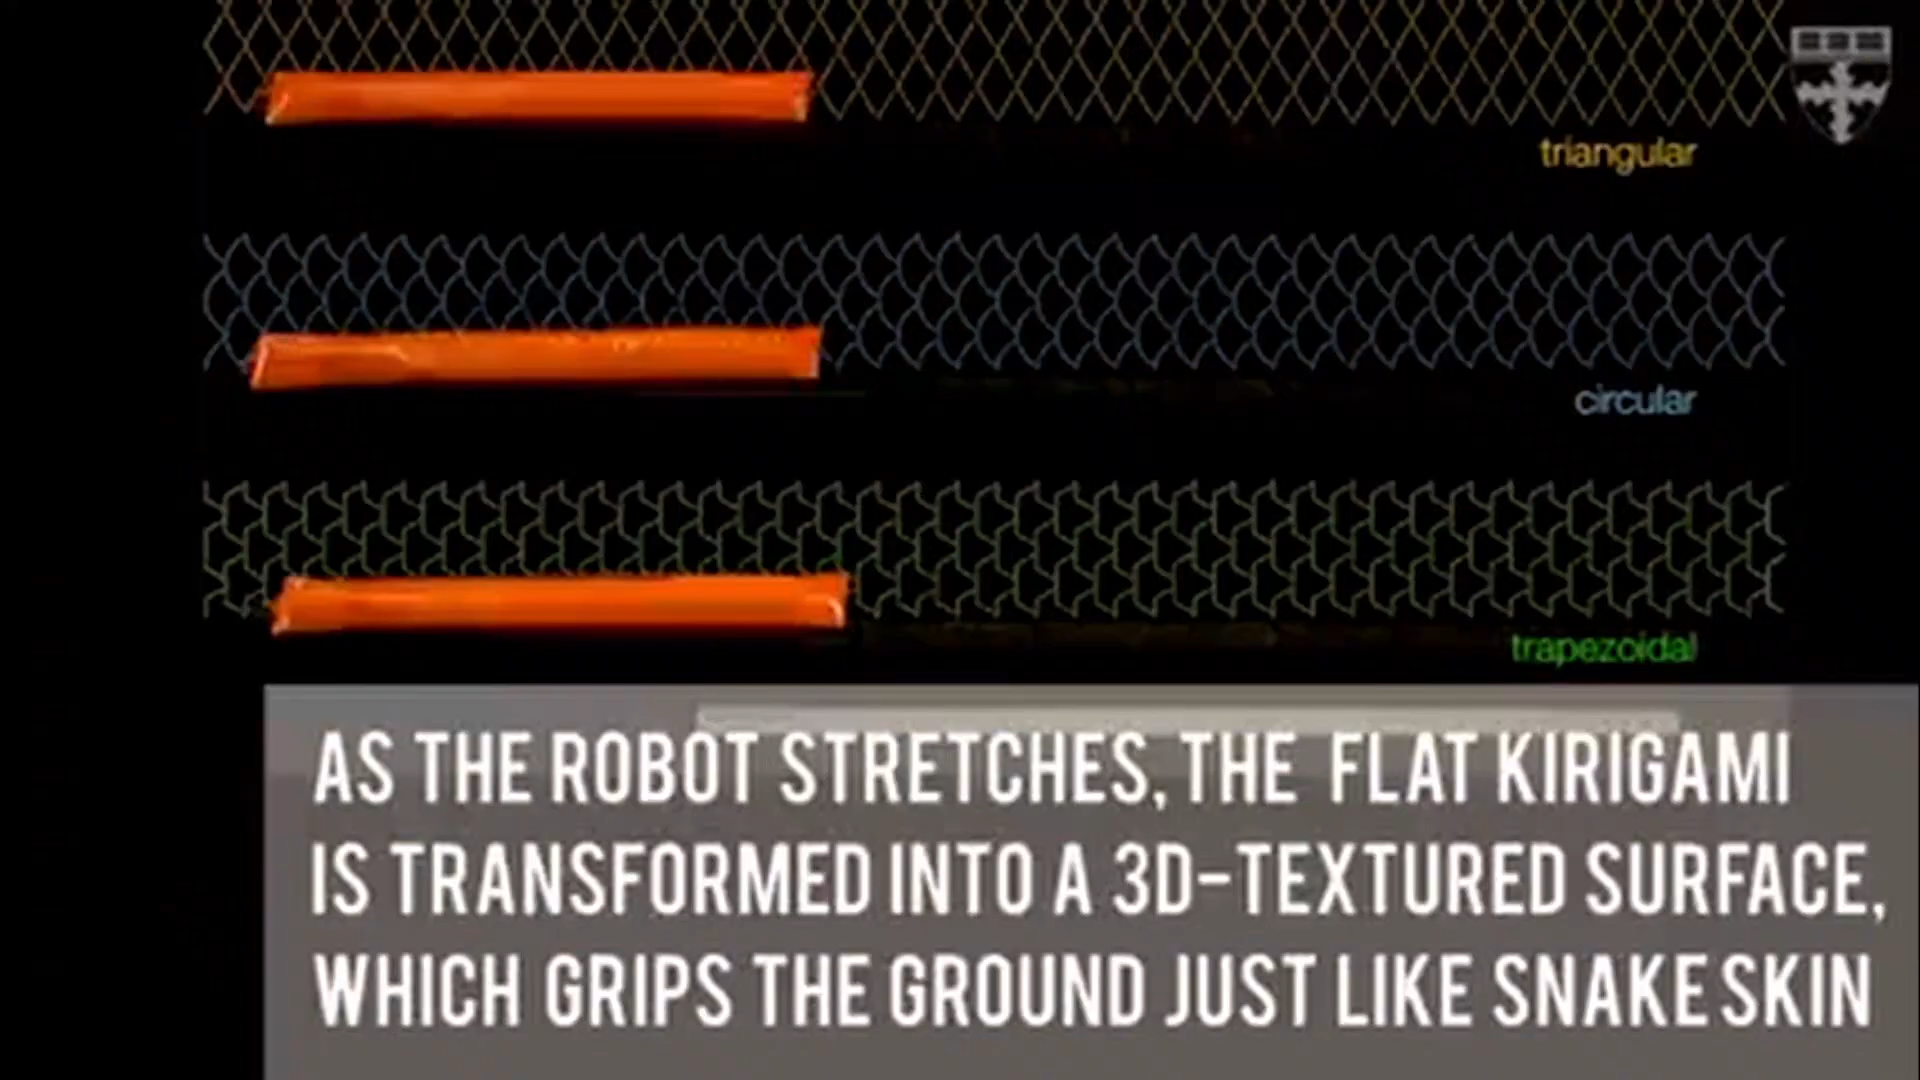 triangular
circular
trapezoidal
AS THE ROBOT STRETCHES, THE FLAT KIRIGAMI
IS TRANSFORMED INTO A 3D-TEXTURED SURFACE,
WHICH GRIPS THE GROUND JUST LIKE SNAKE SKIN